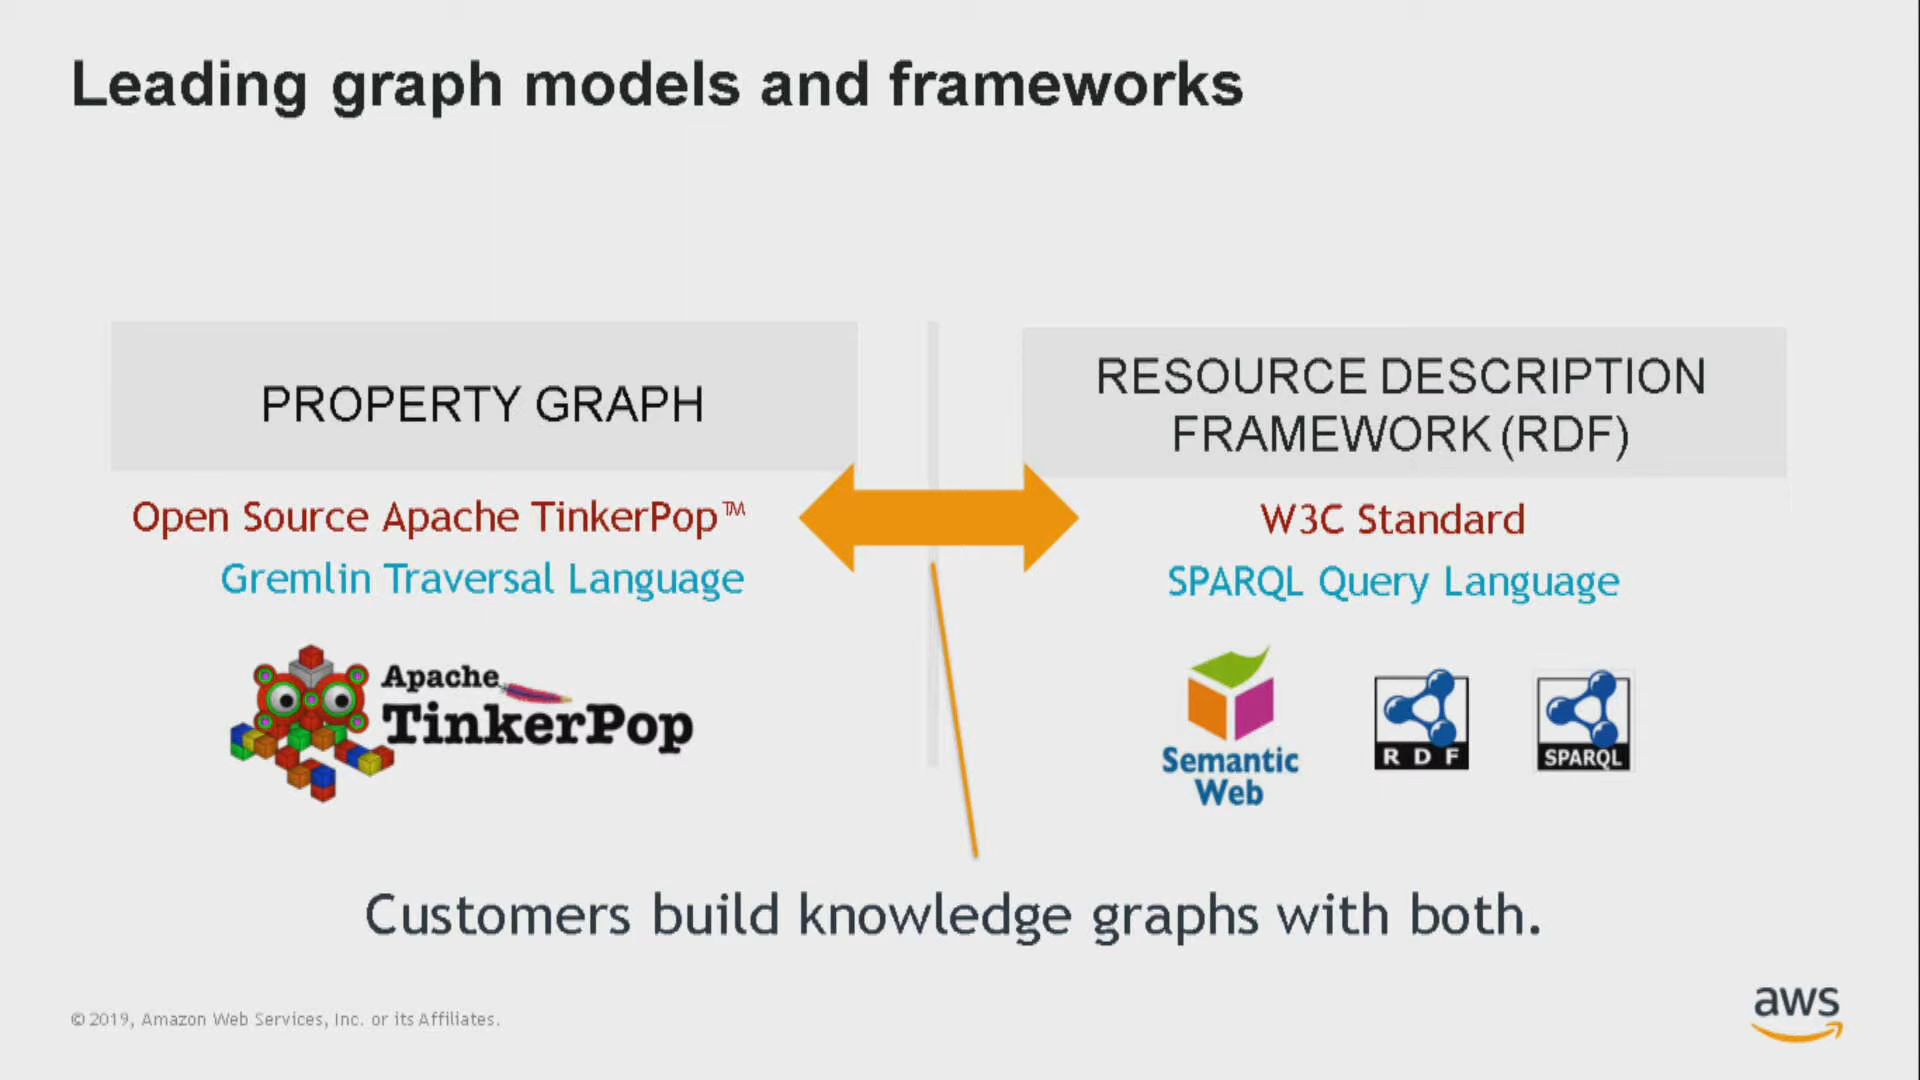 Leading graph models and frameworks
PROPERTY GRAPH
Open Source Apache TinkerPop™
Gremlin Traversal Language
Apache
TinkerPop
RESOURCE DESCRIPTION
FRAMEWORK (RDF)
W3C Standard
SPARQL Query Language
Semantic
Web
RDF
SPARQL
Customers build knowledge graphs with both.
© 2019, Amazon Web Services, Inc. or its Affiliates.
aws